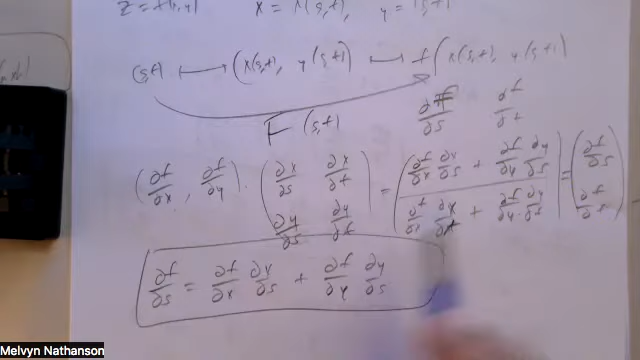 z = f(x,y)   x = x(s,t),   y = y(s,t)
(s,t) ⟼ (x(s,t), y(s,t)) ⟼ f(x(s,t), y(s,t))
F(s,t)
∂f/∂s   ∂f/∂t
(∂f/∂x, ∂f/∂y) · (∂x/∂s  ∂x/∂t; ∂y/∂s  ∂y/∂t) = (∂f/∂x ∂x/∂s + ∂f/∂y ∂y/∂s; ∂f/∂x ∂x/∂t + ∂f/∂y · ∂y/∂t) = (∂f/∂s; ∂f/∂t)
∂f/∂s = ∂f/∂x ∂x/∂s + ∂f/∂y ∂y/∂s
Melvyn Nathanson